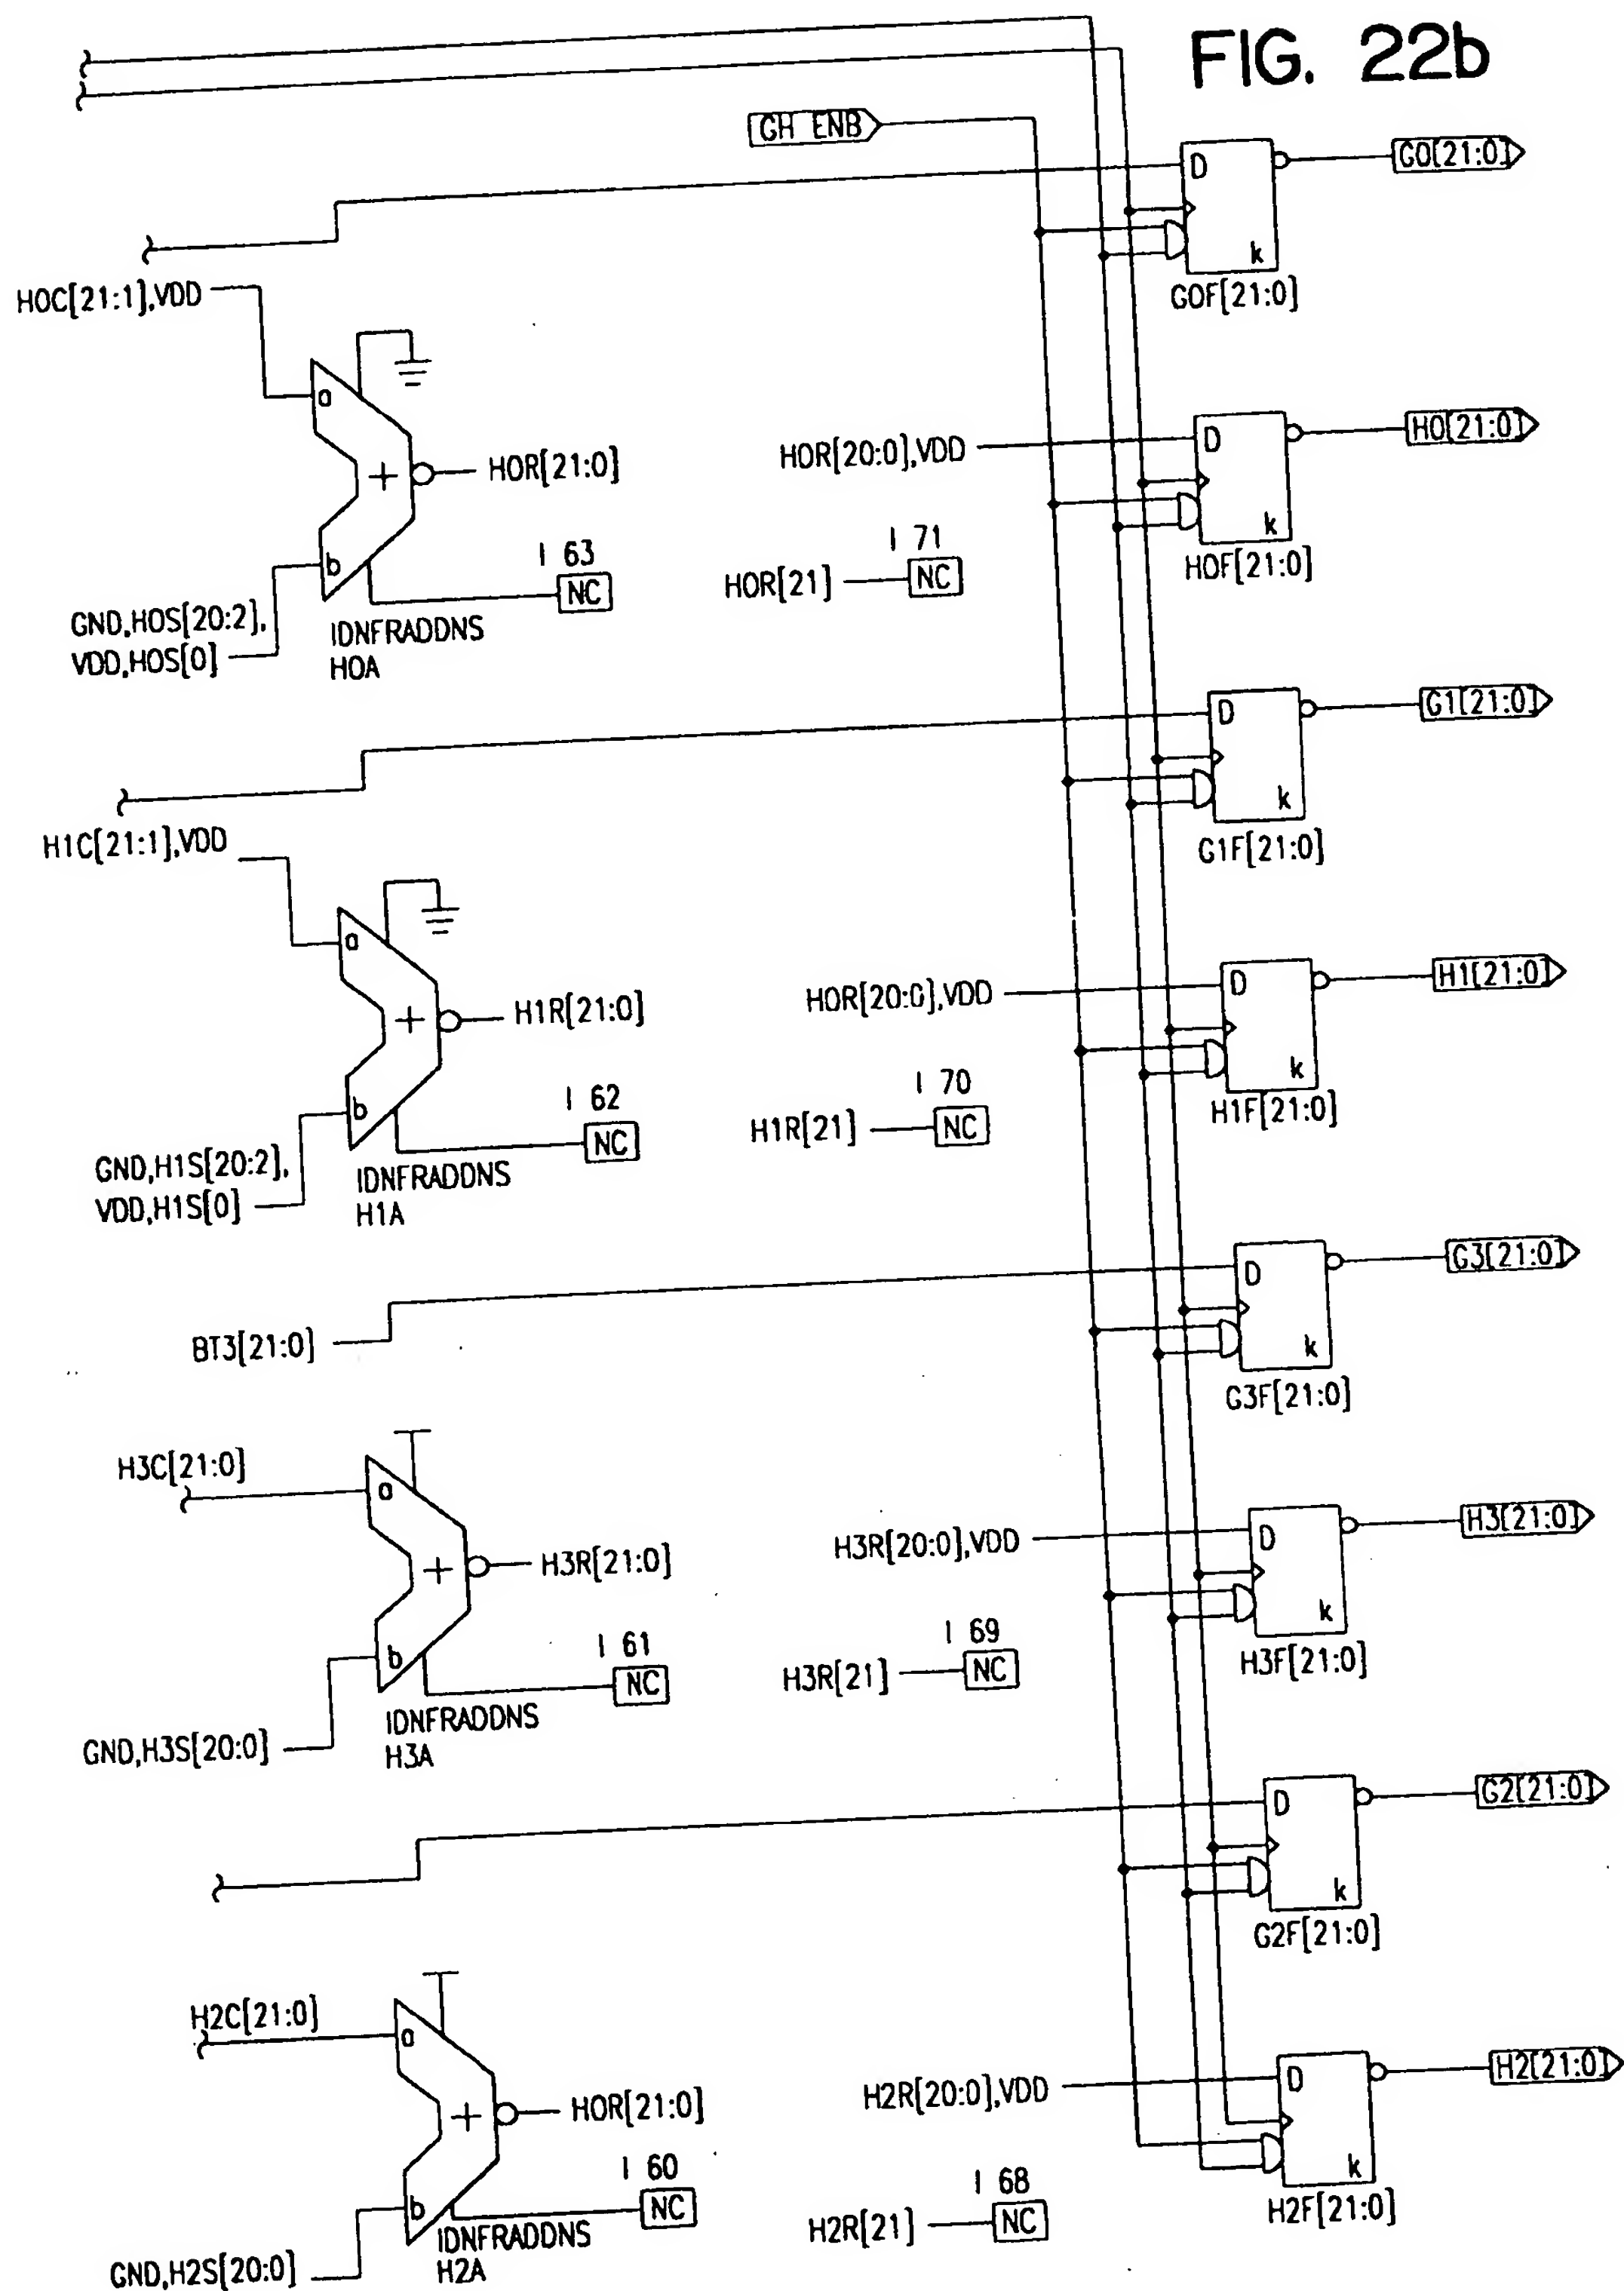 FIG. 22b
GH ENB
D
G0[21:0]
k
G0F[21:0]
H0C[21:1],VDD
a
+
H0R[21:0]
b
I 63
NC
GND,H0S[20:2],
VDD,H0S[0]
IDNFRADDNS
H0A
H0R[20:0],VDD
D
H0[21:0]
k
H0F[21:0]
I 71
H0R[21]
NC
D
G1[21:0]
k
G1F[21:0]
H1C[21:1],VDD
a
+
H1R[21:0]
b
I 62
NC
GND,H1S[20:2],
VDD,H1S[0]
IDNFRADDNS
H1A
H0R[20:0],VDD
D
H1[21:0]
k
H1F[21:0]
I 70
H1R[21]
NC
D
G3[21:0]
k
G3F[21:0]
BT3[21:0]
H3C[21:0]
a
+
H3R[21:0]
b
I 61
NC
GND,H3S[20:0]
IDNFRADDNS
H3A
H3R[20:0],VDD
D
H3[21:0]
k
H3F[21:0]
I 69
H3R[21]
NC
D
G2[21:0]
k
G2F[21:0]
H2C[21:0]
a
+
H0R[21:0]
b
I 60
NC
GND,H2S[20:0]
IDNFRADDNS
H2A
H2R[20:0],VDD
D
H2[21:0]
k
H2F[21:0]
I 68
H2R[21]
NC